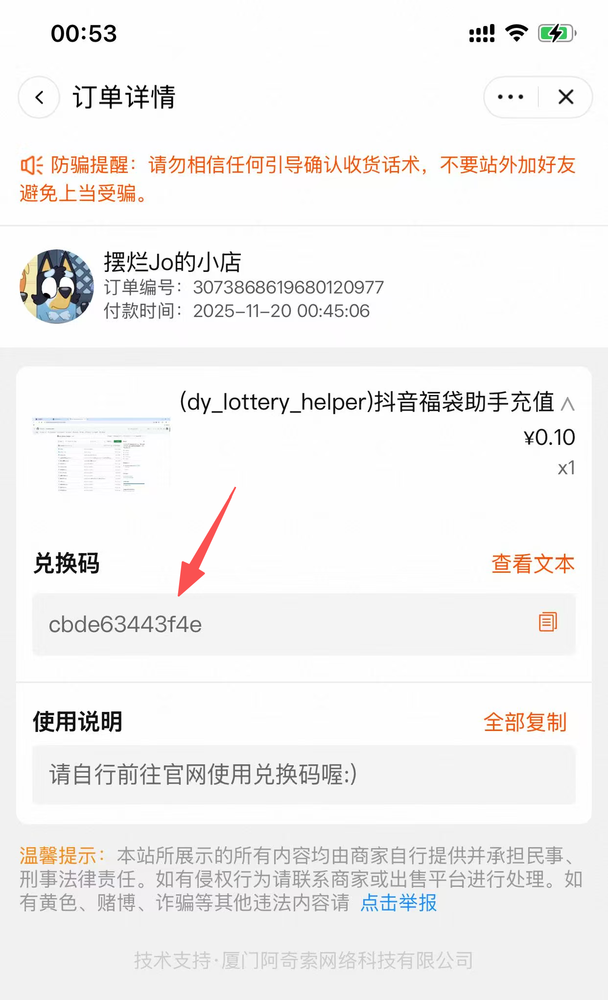 00:53
订单详情
防骗提醒：请勿相信任何引导确认收货话术，不要站外加好友
避免上当受骗。
摆烂Jo的小店
订单编号：3073868619680120977
付款时间：2025-11-20 00:45:06
(dy_lottery_helper)抖音福袋助手充值
¥0.10
x1
兑换码
查看文本
cbde63443f4e
使用说明
全部复制
请自行前往官网使用兑换码喔:)
温馨提示：本站所展示的所有内容均由商家自行提供并承担民事、
刑事法律责任。如有侵权行为请联系商家或出售平台进行处理。如
有黄色、赌博、诈骗等其他违法内容请 点击举报
技术支持·厦门阿奇索网络科技有限公司